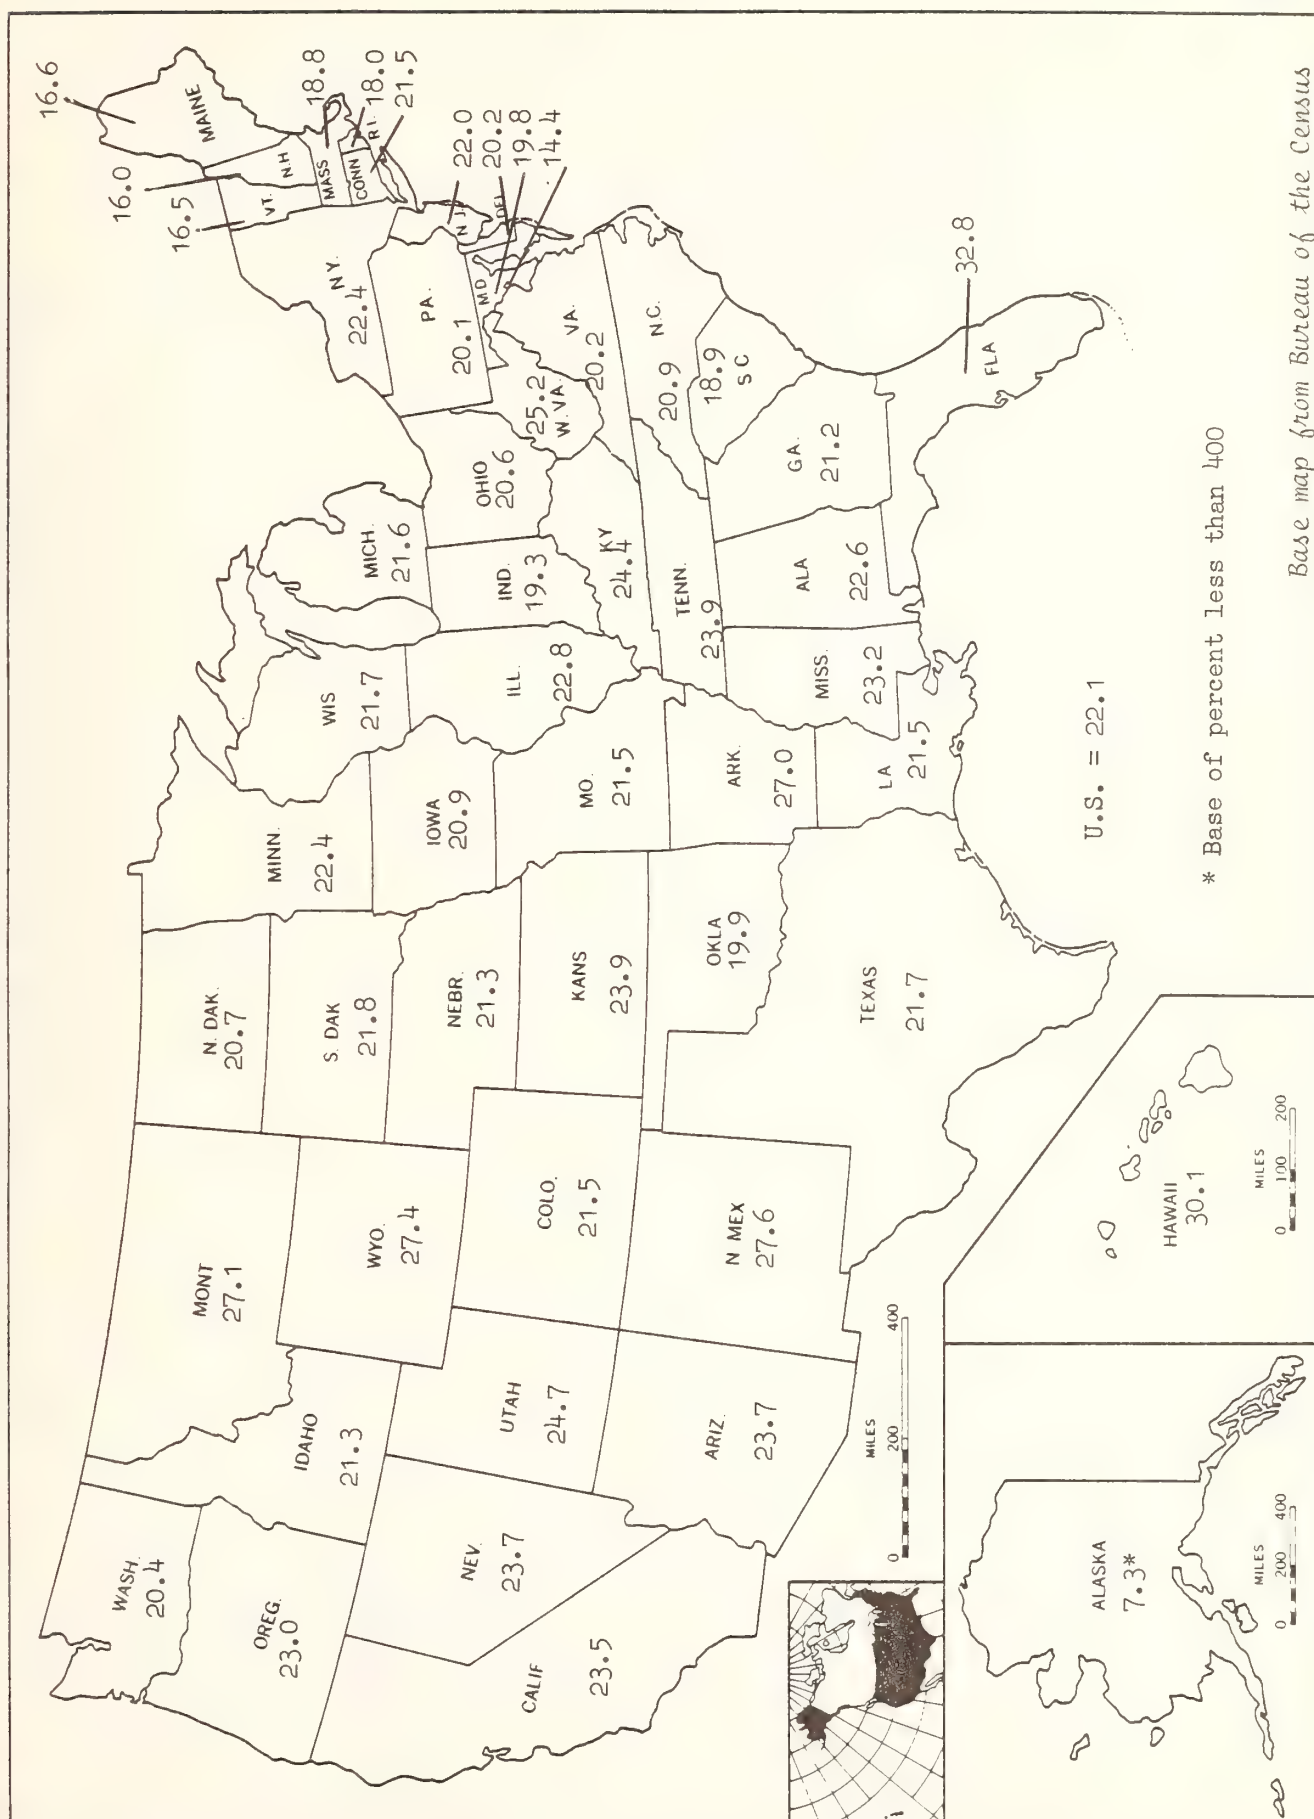 WASH.
20.4
OREG.
23.0
CALIF
23.5
NEV.
23.7
IDAHO
21.3
MONT
27.1
WYO.
27.4
UTAH
24.7
ARIZ.
23.7
COLO.
21.5
N MEX
27.6
N. DAK.
20.7
S. DAK
21.8
NEBR.
21.3
KANS
23.9
OKLA
19.9
TEXAS
21.7
MINN.
22.4
IOWA
20.9
MO.
21.5
ARK.
27.0
LA
21.5
WIS
21.7
ILL.
22.8
MICH.
21.6
IND.
19.3
OHIO
20.6
KY
24.4
TENN.
23.9
MISS.
23.2
ALA
22.6
GA.
21.2
FLA
32.8
S C
18.9
N.C.
20.9
VA.
20.2
25.2
W.VA.
PA.
20.1
N Y.
22.4
16.5
VT.
16.0
N.H
16.6
MAINE
MASS
18.8
R I.
18.0
CONN
21.5
N J.
22.0
DEL
20.2
MD
19.8
14.4
MILES
0 200 400
ALASKA
7.3*
MILES
0 200 400
HAWAII
30.1
MILES
0 100 200
U.S. = 22.1
* Base of percent less than 400
Base map from Bureau of the Census